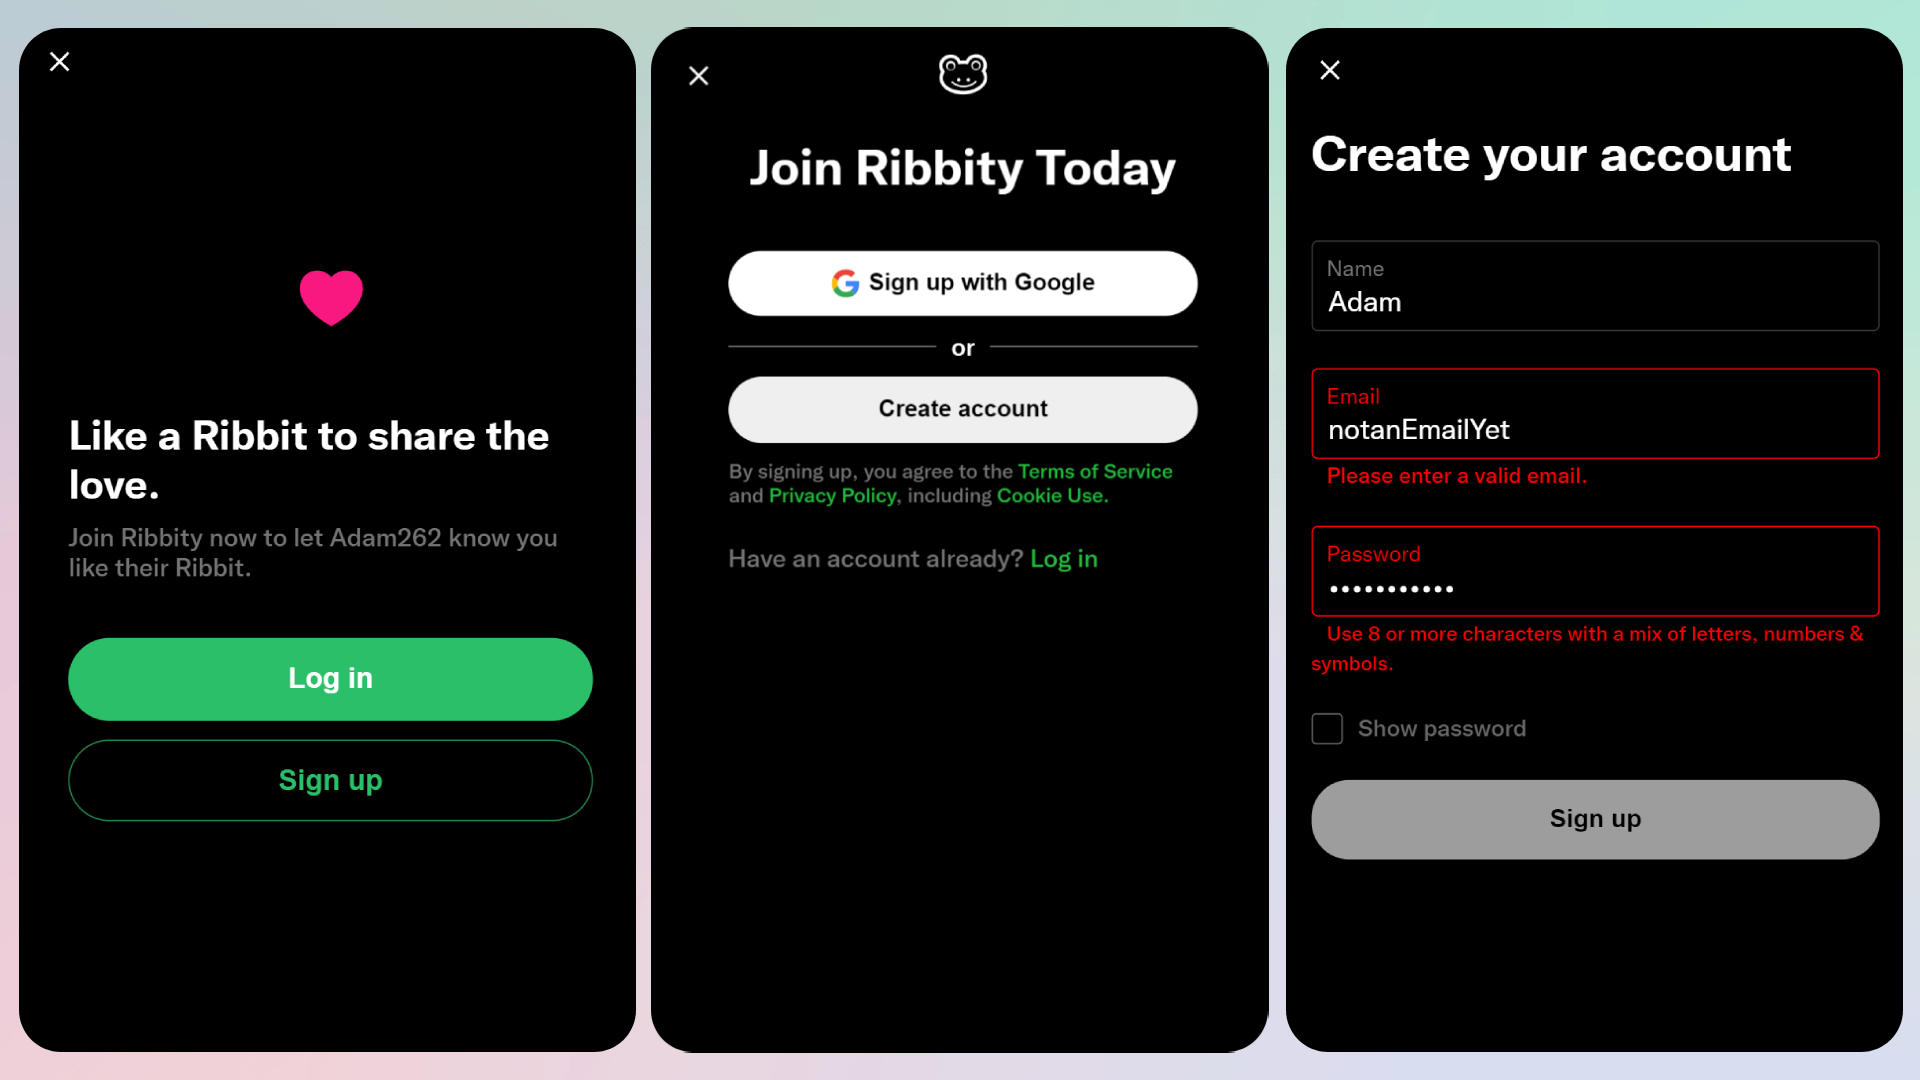 Like a Ribbit to share the
love.
Join Ribbity now to let Adam262 know you
like their Ribbit.
Log in
Sign up
Join Ribbity Today
Sign up with Google
or
Create account
By signing up, you agree to the Terms of Service
and Privacy Policy, including Cookie Use.
Have an account already? Log in
Create your account
Name
Adam
Email
notanEmailYet
Please enter a valid email.
Password
•••••••••••
Use 8 or more characters with a mix of letters, numbers &
symbols.
Show password
Sign up